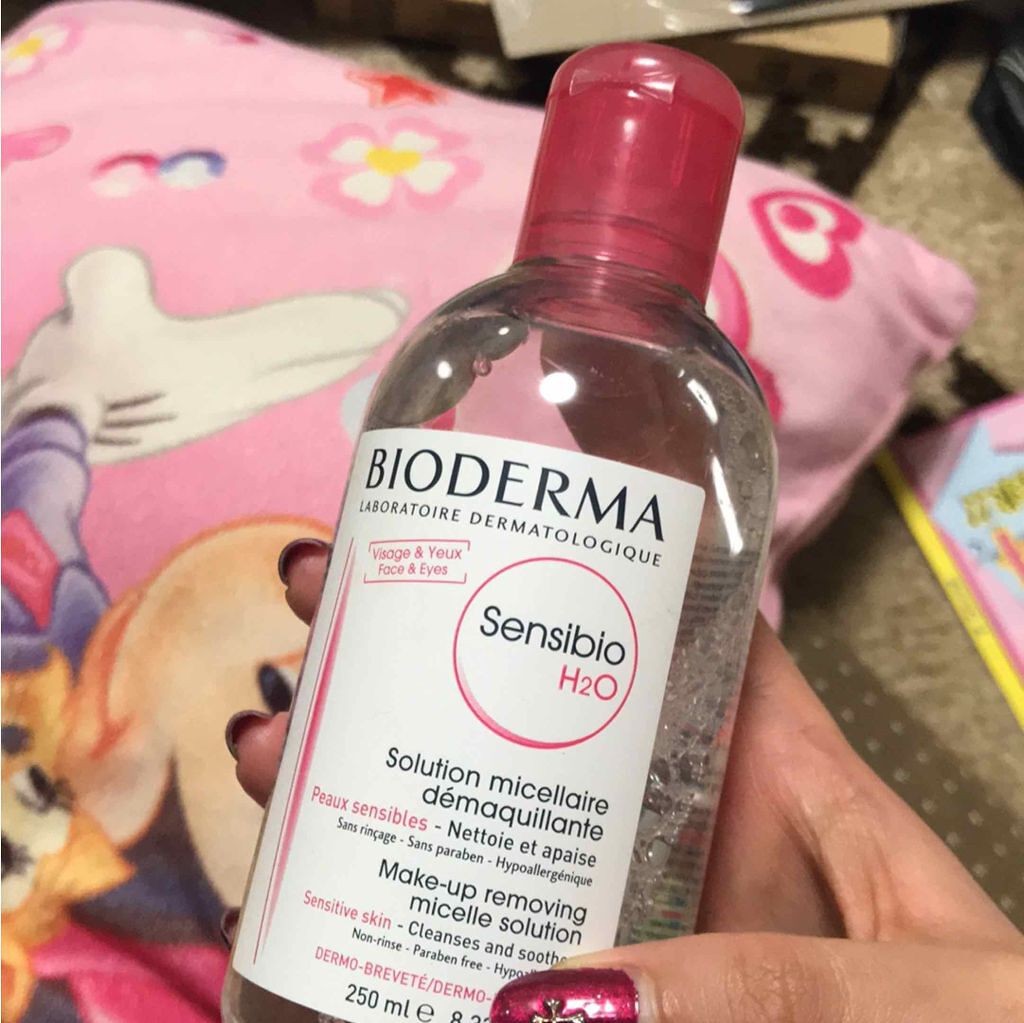 BIODERMA
LABORATOIRE DERMATOLOGIQUE
Visage & Yeux
Face & Eyes
Sensibio
H2O
Solution micellaire
démaquillante
Peaux sensibles - Nettoie et apaise
Sans rinçage - Sans paraben - Hypoallergénique
Make-up removing
micelle solution
Sensitive skin - Cleanses and soothe
Non-rinse - Paraben free - Hypoal
DERMO-BREVETÉ/DERMO-
250 ml e